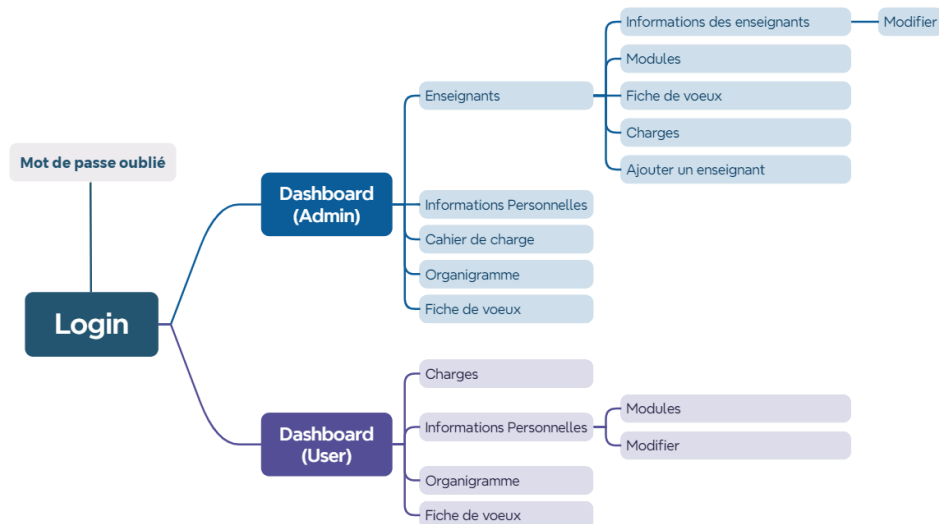 Mot de passe oublié
Login
Dashboard
(Admin)
Enseignants
Informations des enseignants
Modifier
Modules
Fiche de voeux
Charges
Ajouter un enseignant
Informations Personnelles
Cahier de charge
Organigramme
Fiche de voeux
Dashboard
(User)
Charges
Informations Personnelles
Modules
Modifier
Organigramme
Fiche de voeux